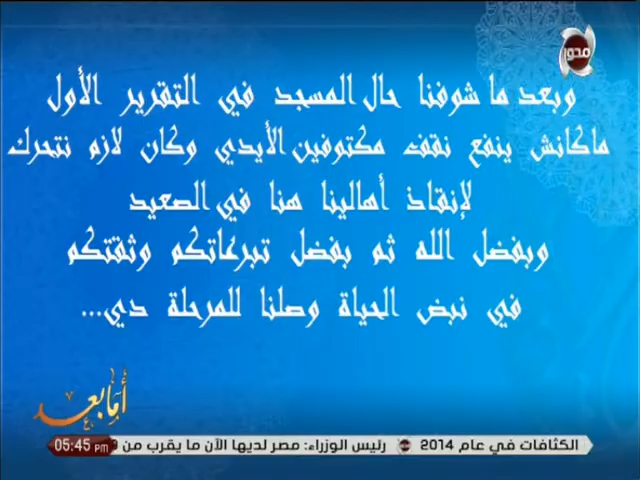 محور
وبعد ما شوفنا حال المسجد في التقرير الأول
ماكانش ينفع نقف مكتوفين الأيدي وكان لازم نتحرك
لإنقاذ أهالينا هنا في الصعيد
وبفضل الله ثم بفضل تبرعاتكم وثقتكم
في نبض الحياة وصلنا للمرحلة دي...
أما بعد
الكثافات في عام 2014 رئيس الوزراء: مصر لديها الآن ما يقرب من
05:45 PM